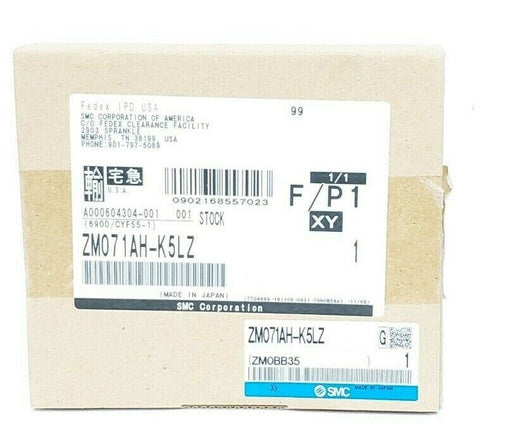 Fedex IPD USA
99
SMC CORPORATION OF AMERICA
C/O FEDEX CLEARANCE FACILITY
2903 SPRANKLE
MEMPHIS, TN 38199, USA
PHONE.901-797-5089
輸 宅急
U.S.A.
0902168557023
1/1
F/P1
XY
A000604304-001 001 STOCK
(6900/CYF55-1)
ZM071AH-K5LZ
1
(MADE IN JAPAN)
SMC Corporation
ZM071AH-K5LZ
G
(ZM0BB35 )
1
Xy
SMC
MADE IN JAPAN